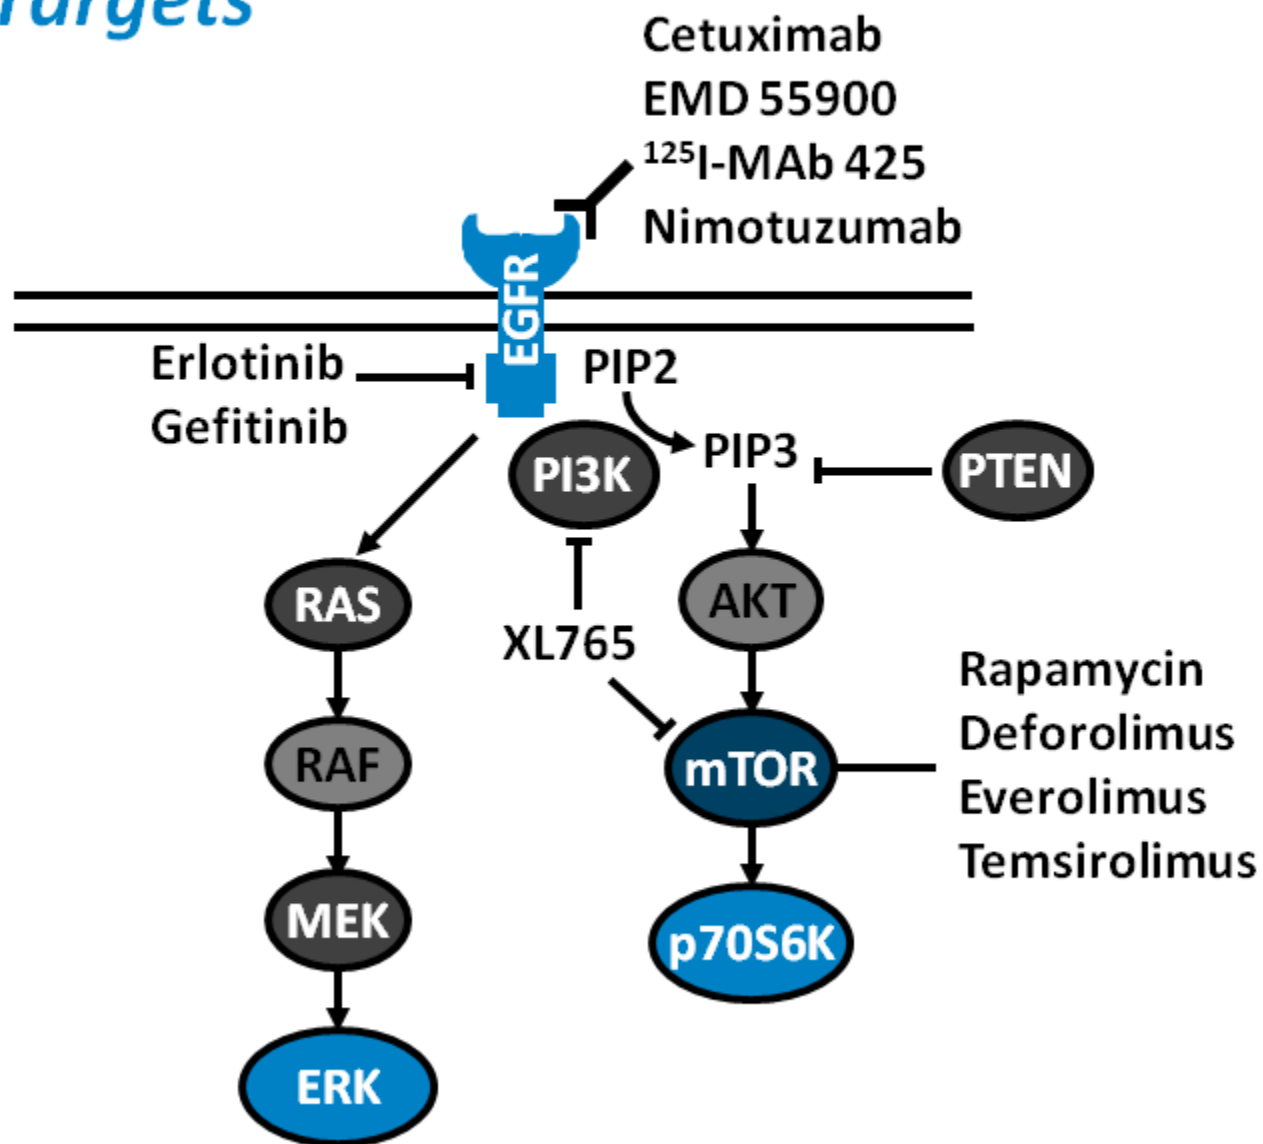 Targets
Cetuximab
EMD 55900
¹²⁵I-MAb 425
Nimotuzumab
EGFR
Erlotinib
Gefitinib
PIP2
PI3K
PIP3
PTEN
RAS
AKT
XL765
RAF
mTOR
Rapamycin
Deforolimus
Everolimus
Temsirolimus
MEK
p70S6K
ERK